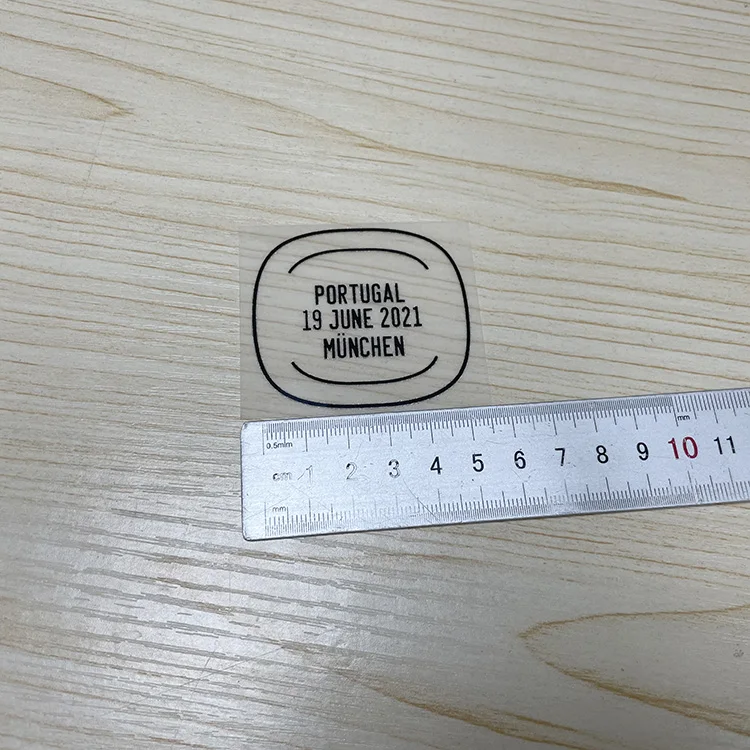 PORTUGAL
19 JUNE 2021
MÜNCHEN
0.5mm
mm
cm 1 2 3 4 5 6 7 8 9 10 11
mm